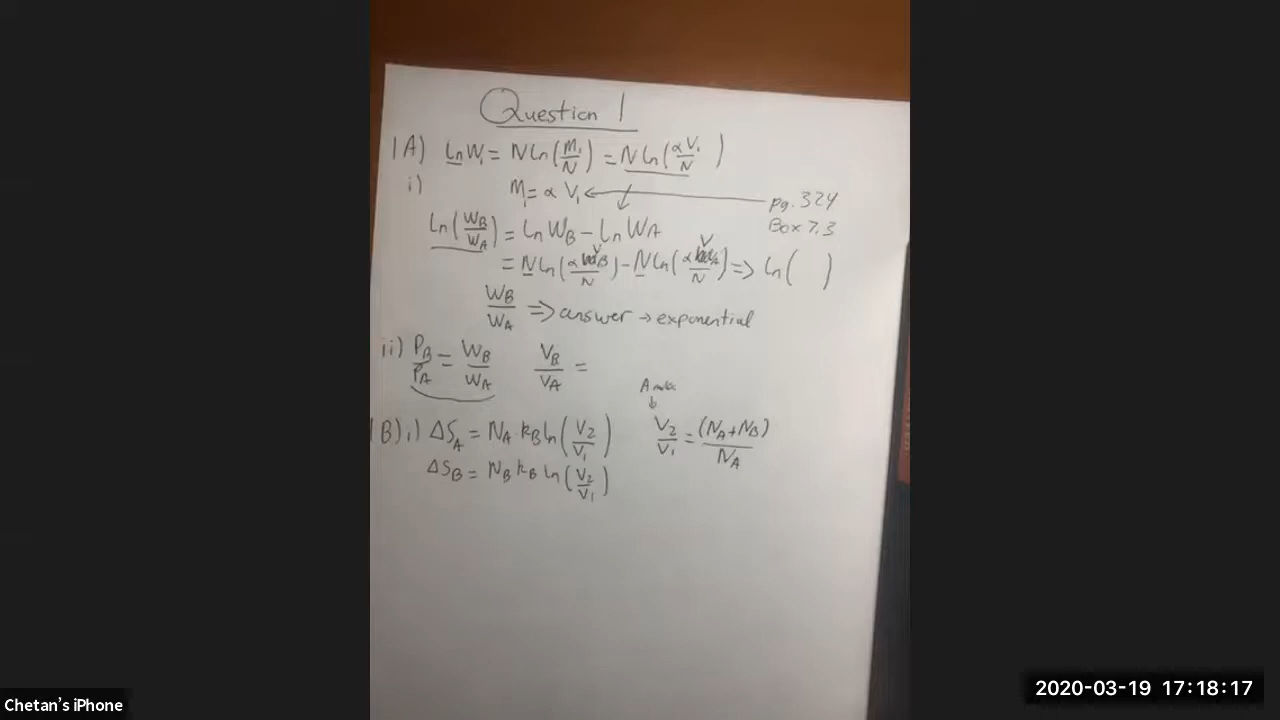 Question 1
1A) ln W₁ = N ln(M₁/N) = N ln(αV₁/N)
i) M₁ = αV₁ ← pg. 324
Box 7.3
ln(W_B/W_A) = ln W_B - ln W_A
= N ln(αV_B/N) - N ln(αV_A/N) => ln( )
W_B/W_A => answer → exponential
ii) P_B/P_A = W_B/W_A V_B/V_A =
A
↓
1B) i) ΔS_A = N_A k_B ln(V₂/V₁) V₂/V₁ = (N_A+N_B)/N_A
ΔS_B = N_B k_B ln(V₂/V₁)
Chetan's iPhone
2020-03-19 17:18:17